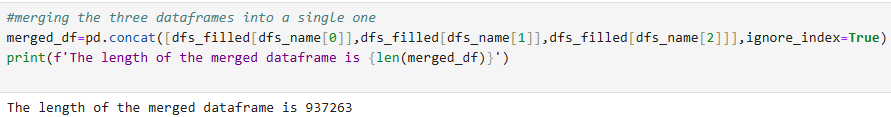 #merging the three dataframes into a single one
merged_df=pd.concat([dfs_filled[dfs_name[0]],dfs_filled[dfs_name[1]],dfs_filled[dfs_name[2]]],ignore_index=True)
print(f'The length of the merged dataframe is {len(merged_df)}')
The length of the merged dataframe is 937263